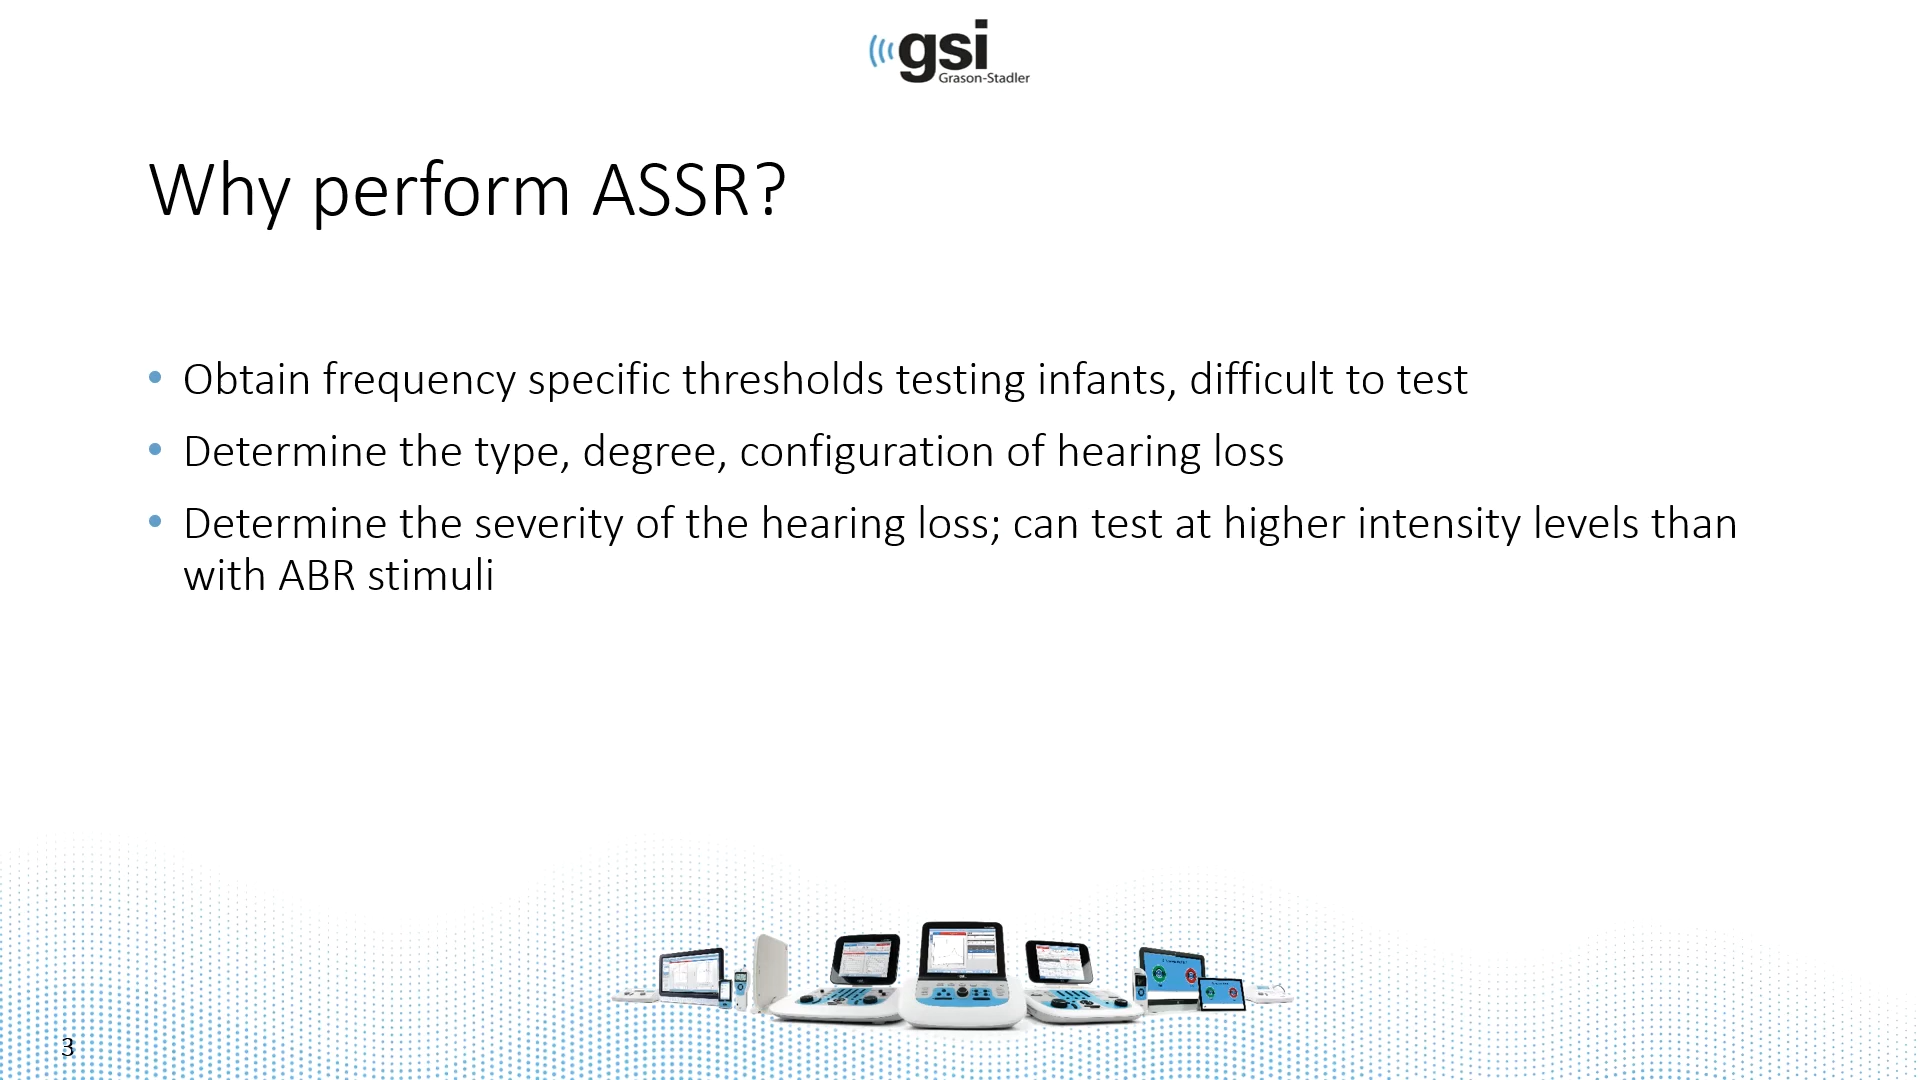 gsi
Grason-Stadler
Why perform ASSR?
• Obtain frequency specific thresholds testing infants, difficult to test
• Determine the type, degree, configuration of hearing loss
• Determine the severity of the hearing loss; can test at higher intensity levels than
with ABR stimuli
3